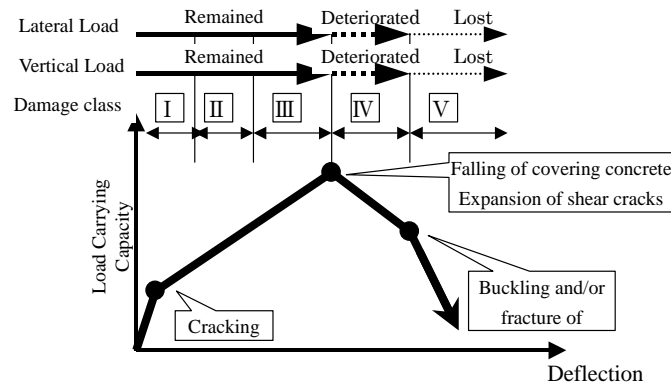 Lateral Load Remained Deteriorated Lost
Vertical Load Remained Deteriorated Lost
Damage class I II III IV V
Load Carrying
Capacity
Falling of covering concrete
Expansion of shear cracks
Buckling and/or
fracture of
Cracking
Deflection